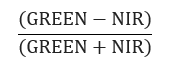 (GREEN − NIR)
(GREEN + NIR)